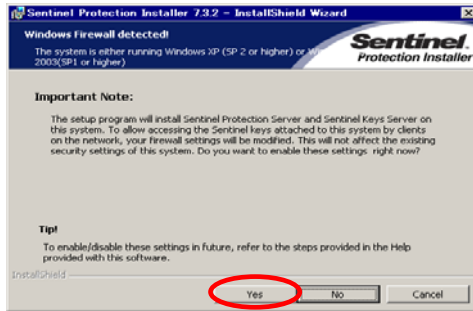 Sentinel Protection Installer 7.3.2 - InstallShield Wizard
Windows Firewall detected!
The system is either running Windows XP (SP 2 or higher) or
2003(SP1 or higher)
Sentinel.
Protection Installer
Important Note:
The setup program will install Sentinel Protection Server and Sentinel Keys Server on
this system. To allow accessing the Sentinel keys attached to this system by clients
on the network, your firewall settings will be modified. This will not affect the existing
security settings of this system. Do you want to enable these settings right now?
Tip!
To enable/disable these settings in future, refer to the steps provided in the Help
provided with this software.
InstallShield
Yes
No
Cancel